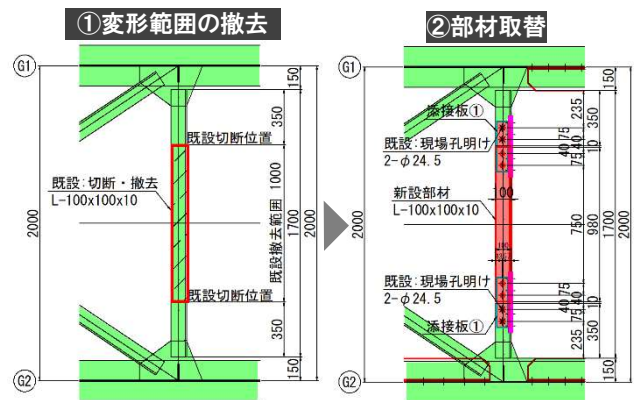 ①変形範囲の撤去
G1
150
350
既設切断位置
既設:切断・撤去
L-100x100x10
2000
既設撤去範囲 1000
1700
2000
既設切断位置
350
150
G2
②部材取替
G1
150
235
350
添接板①
既設:現場孔明け
2-φ24.5
40 75
75 40
10
100
新設部材
L-100x100x10
2000
750
980
1700
2000
既設:現場孔明け
2-φ24.5
40 75
75 40
10
添接板①
235
350
150
G2